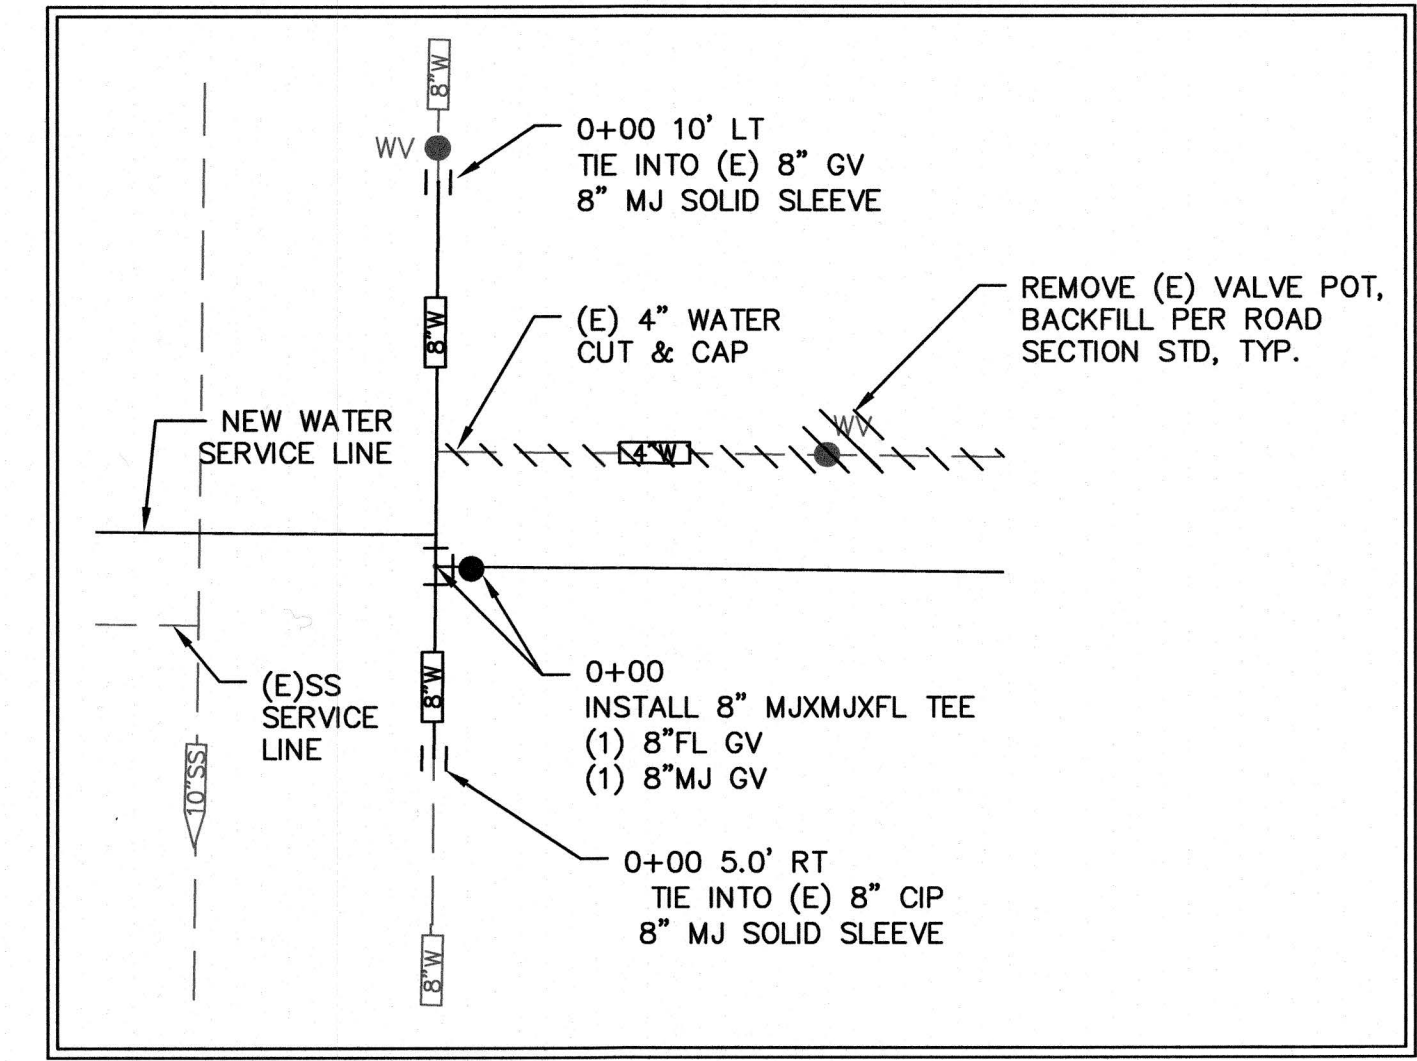 8"W
WV
0+00 10' LT
TIE INTO (E) 8" GV
8" MJ SOLID SLEEVE
8"W
(E) 4" WATER
CUT & CAP
REMOVE (E) VALVE POT,
BACKFILL PER ROAD
SECTION STD, TYP.
NEW WATER
SERVICE LINE
4"W
WV
8"W
(E)SS
SERVICE
LINE
0+00
INSTALL 8" MJXMJXFL TEE
(1) 8"FL GV
(1) 8"MJ GV
10"SS
0+00 5.0' RT
TIE INTO (E) 8" CIP
8" MJ SOLID SLEEVE
8"W